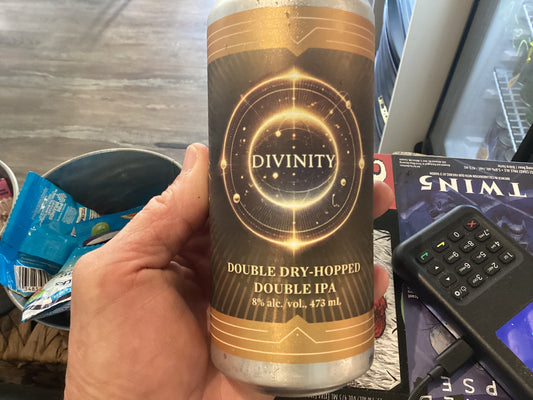 DIVINITY
DOUBLE DRY-HOPPED
DOUBLE IPA
8% alc./vol., 473 mL
TWINS